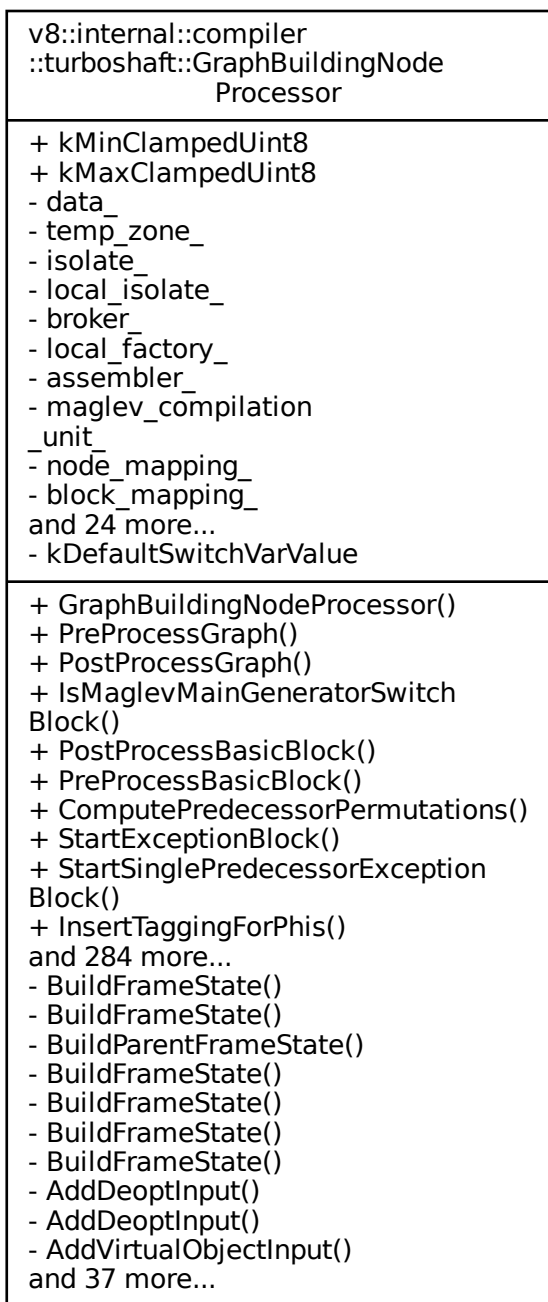 v8::internal::compiler
::turboshaft::GraphBuildingNode
Processor
+ kMinClampedUint8
+ kMaxClampedUint8
- data_
- temp_zone_
- isolate_
- local_isolate_
- broker_
- local_factory_
- assembler_
- maglev_compilation
_unit_
- node_mapping_
- block_mapping_
and 24 more...
- kDefaultSwitchVarValue
+ GraphBuildingNodeProcessor()
+ PreProcessGraph()
+ PostProcessGraph()
+ IsMaglevMainGeneratorSwitch
Block()
+ PostProcessBasicBlock()
+ PreProcessBasicBlock()
+ ComputePredecessorPermutations()
+ StartExceptionBlock()
+ StartSinglePredecessorException
Block()
+ InsertTaggingForPhis()
and 284 more...
- BuildFrameState()
- BuildFrameState()
- BuildParentFrameState()
- BuildFrameState()
- BuildFrameState()
- BuildFrameState()
- BuildFrameState()
- AddDeoptInput()
- AddDeoptInput()
- AddVirtualObjectInput()
and 37 more...